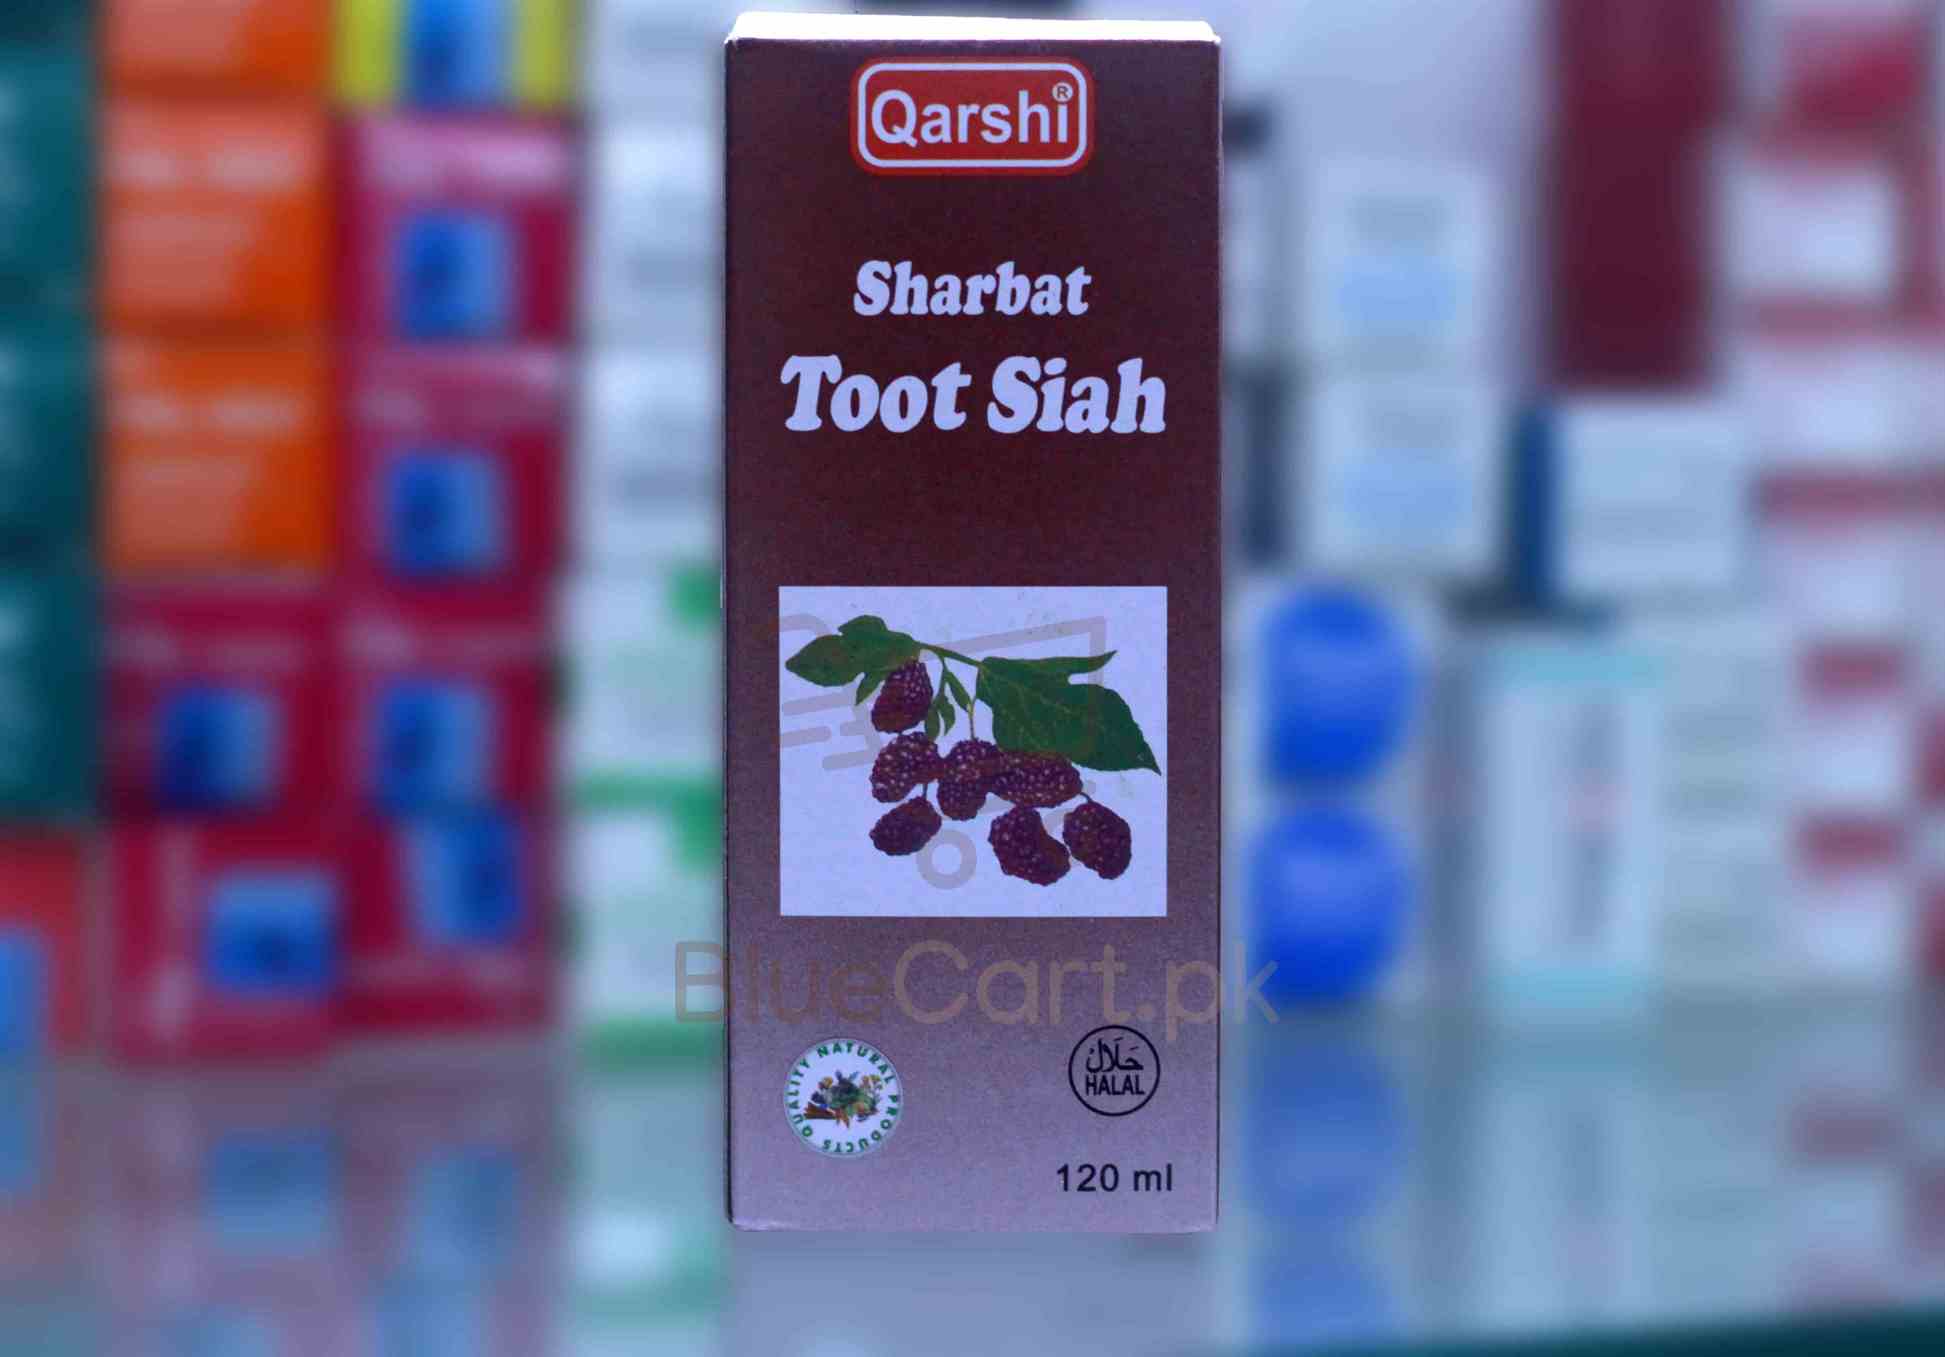 Qarshi®
Sharbat
Toot Siah
BlueCart.pk
QUALITY NATURAL PRODUCTS
حلال
HALAL
120 ml